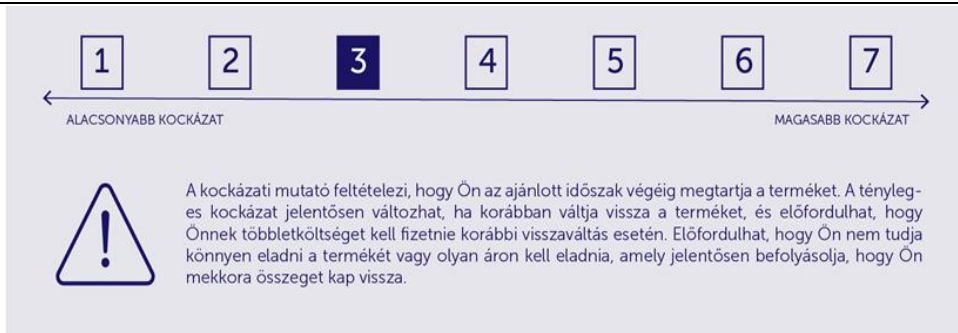 1 2 3 4 5 6 7
ALACSONYABB KOCKÁZAT MAGASABB KOCKÁZAT
A kockázati mutató feltételezi, hogy Ön az ajánlott időszak végéig megtartja a terméket. A tényleg-
es kockázat jelentősen változhat, ha korábban váltja vissza a terméket, és előfordulhat, hogy
Önnek többletköltséget kell fizetnie korábbi visszaváltás esetén. Előfordulhat, hogy Ön nem tudja
könnyen eladni a termékét vagy olyan áron kell eladnia, amely jelentősen befolyásolja, hogy Ön
mekkora összeget kap vissza.